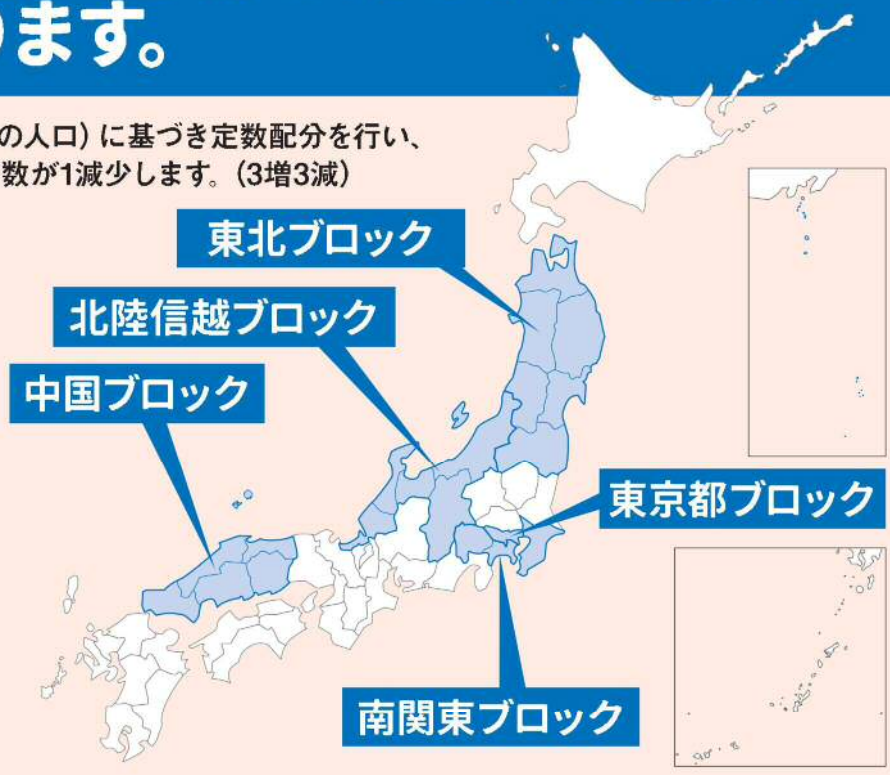 ります。
の人口）に基づき定数配分を行い、
数が1減少します。（3増3減）
東北ブロック
北陸信越ブロック
中国ブロック
東京都ブロック
南関東ブロック